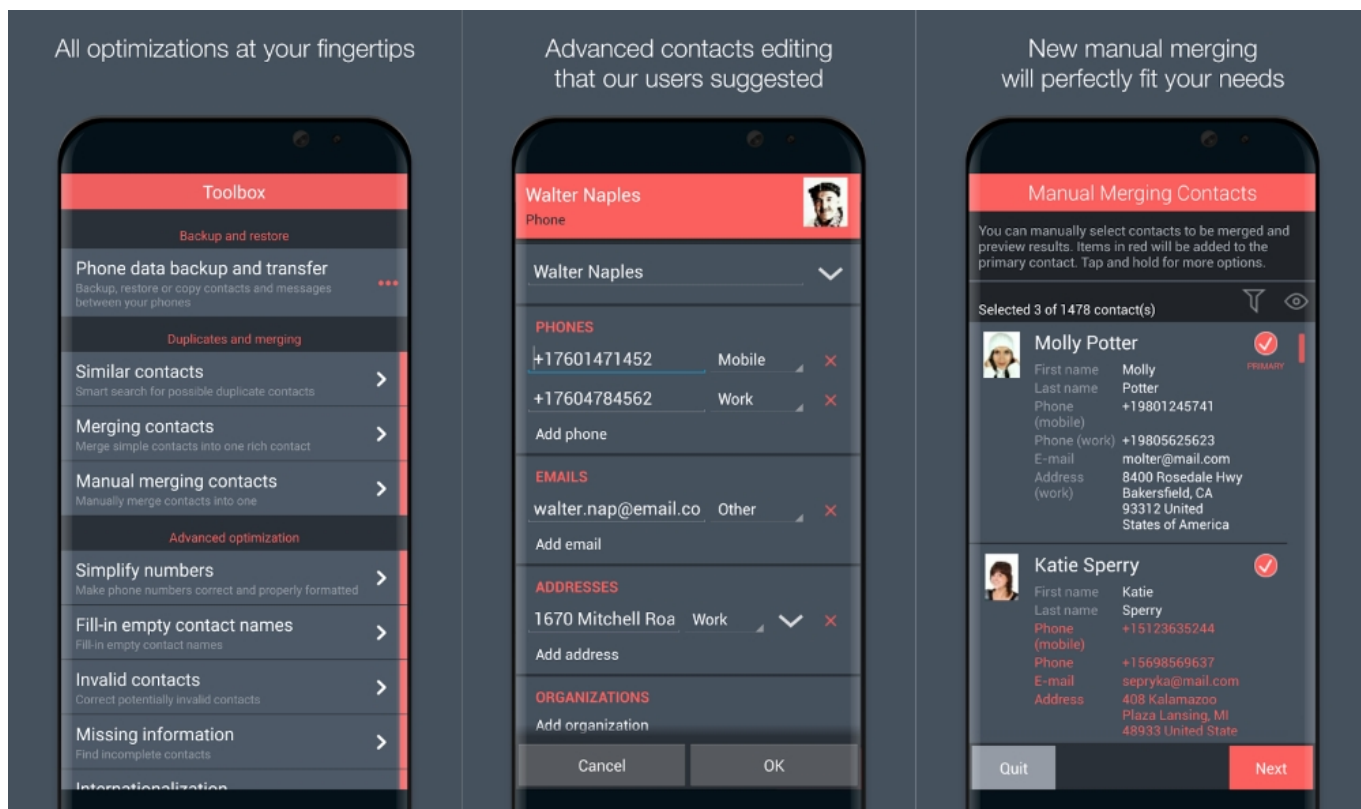 All optimizations at your fingertips
Toolbox
Backup and restore
Phone data backup and transfer
Backup, restore or copy contacts and messages
between your phones
Duplicates and merging
Similar contacts
Smart search for possible duplicate contacts
Merging contacts
Merge simple contacts into one rich contact
Manual merging contacts
Manually merge contacts into one
Advanced optimization
Simplify numbers
Make phone numbers correct and properly formatted
Fill-in empty contact names
Fill-in empty contact names
Invalid contacts
Correct potentially invalid contacts
Missing information
Find incomplete contacts
Internationalization
Advanced contacts editing
that our users suggested
Walter Naples
Phone
Walter Naples
PHONES
+17601471452 Mobile
+17604784562 Work
Add phone
EMAILS
walter.nap@email.co Other
Add email
ADDRESSES
1670 Mitchell Roa Work
Add address
ORGANIZATIONS
Add organization
Cancel OK
New manual merging
will perfectly fit your needs
Manual Merging Contacts
You can manually select contacts to be merged and
preview results. Items in red will be added to the
primary contact. Tap and hold for more options.
Selected 3 of 1478 contact(s)
Molly Potter
PRIMARY
First name Molly
Last name Potter
Phone +19801245741
(mobile)
Phone (work) +19805625623
E-mail molter@mail.com
Address 8400 Rosedale Hwy
(work) Bakersfield, CA
93312 United
States of America
Katie Sperry
First name Katie
Last name Sperry
Phone +15123635244
(mobile)
Phone +15698569637
E-mail sepryka@mail.com
Address 408 Kalamazoo
Plaza Lansing, MI
48933 United State
Quit Next